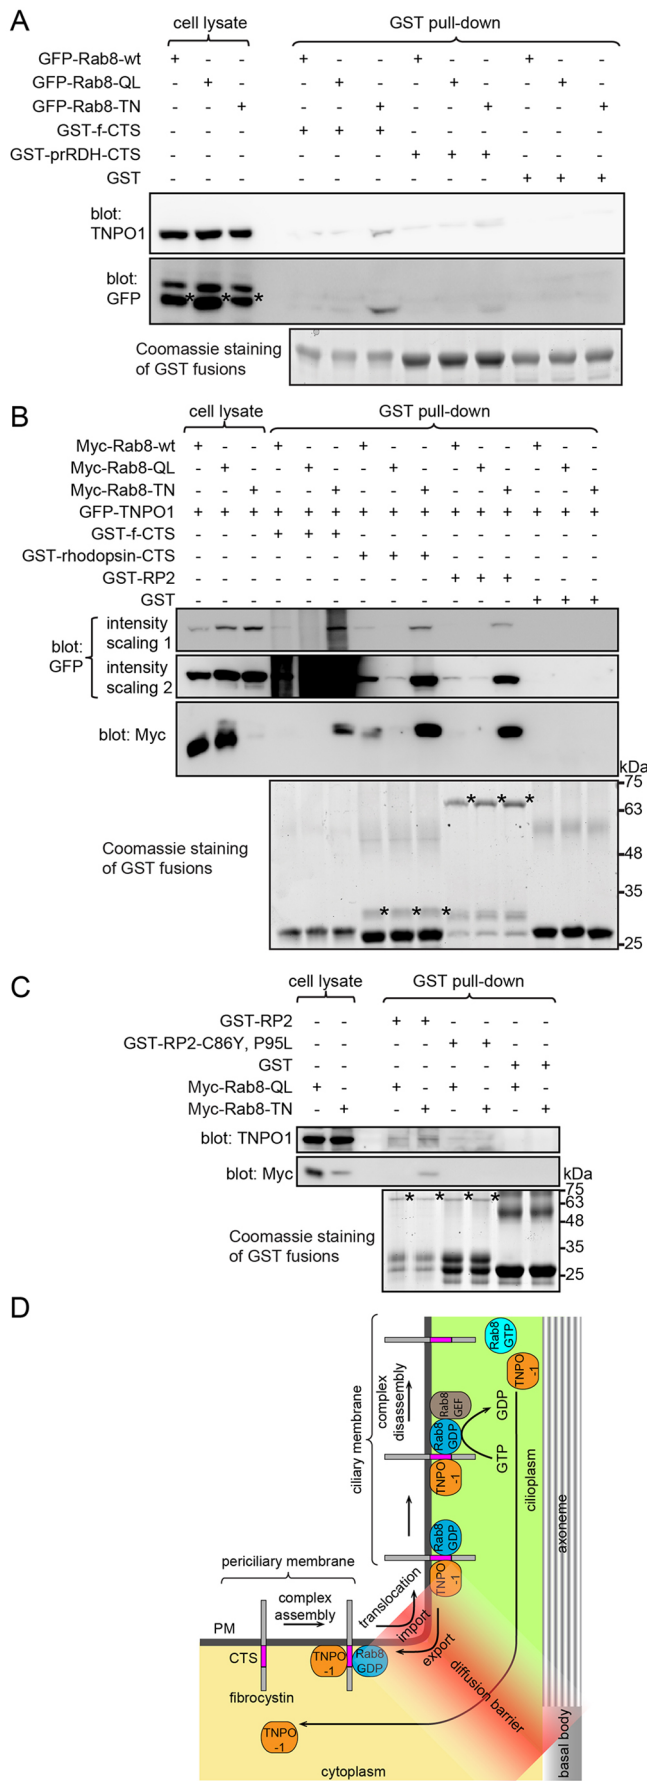 A
cell lysate GST pull-down
GFP-Rab8-wt + - - + - - + - - + - -
GFP-Rab8-QL - + - - + - - + - - + -
GFP-Rab8-TN - - + - - + - - + - - +
GST-f-CTS - - - + + + - - - - - -
GST-prRDH-CTS - - - - - - + + + - - -
GST - - - - - - - - - + + +
blot:
TNPO1
blot:
GFP
* * *
Coomassie staining
of GST fusions
B
cell lysate GST pull-down
Myc-Rab8-wt + - - + - - + - - + - - + - -
Myc-Rab8-QL - + - - + - - + - - + - - + -
Myc-Rab8-TN - - + - - + - - + - - + - - +
GFP-TNPO1 + + + + + + + + + + + + + + +
GST-f-CTS - - - + + + - - - - - - - - -
GST-rhodopsin-CTS - - - - - - + + + - - - - - -
GST-RP2 - - - - - - - - - + + + - - -
GST - - - - - - - - - - - - + + +
blot:
GFP
intensity
scaling 1
intensity
scaling 2
blot: Myc
kDa
75
63
48
35
25
* * *
* * *
Coomassie staining
of GST fusions
C
cell lysate GST pull-down
GST-RP2 - - + + - - - -
GST-RP2-C86Y, P95L - - - - + + - -
GST - - - - - - + +
Myc-Rab8-QL + - + - + - + -
Myc-Rab8-TN - + - + - + - +
blot: TNPO1
blot: Myc
kDa
75
63
48
35
25
* * * *
Coomassie staining
of GST fusions
D
ciliary membrane
complex
disassembly
Rab8
GTP
TNPO
-1
Rab8
GEF
Rab8
GDP
TNPO
-1
GDP
GTP
cilioplasm
axoneme
Rab8
GDP
TNPO
-1
periciliary membrane
complex
assembly
translocation
import
export
diffusion barrier
PM
CTS
fibrocystin
TNPO
-1
Rab8
GDP
TNPO
-1
cytoplasm
basal body